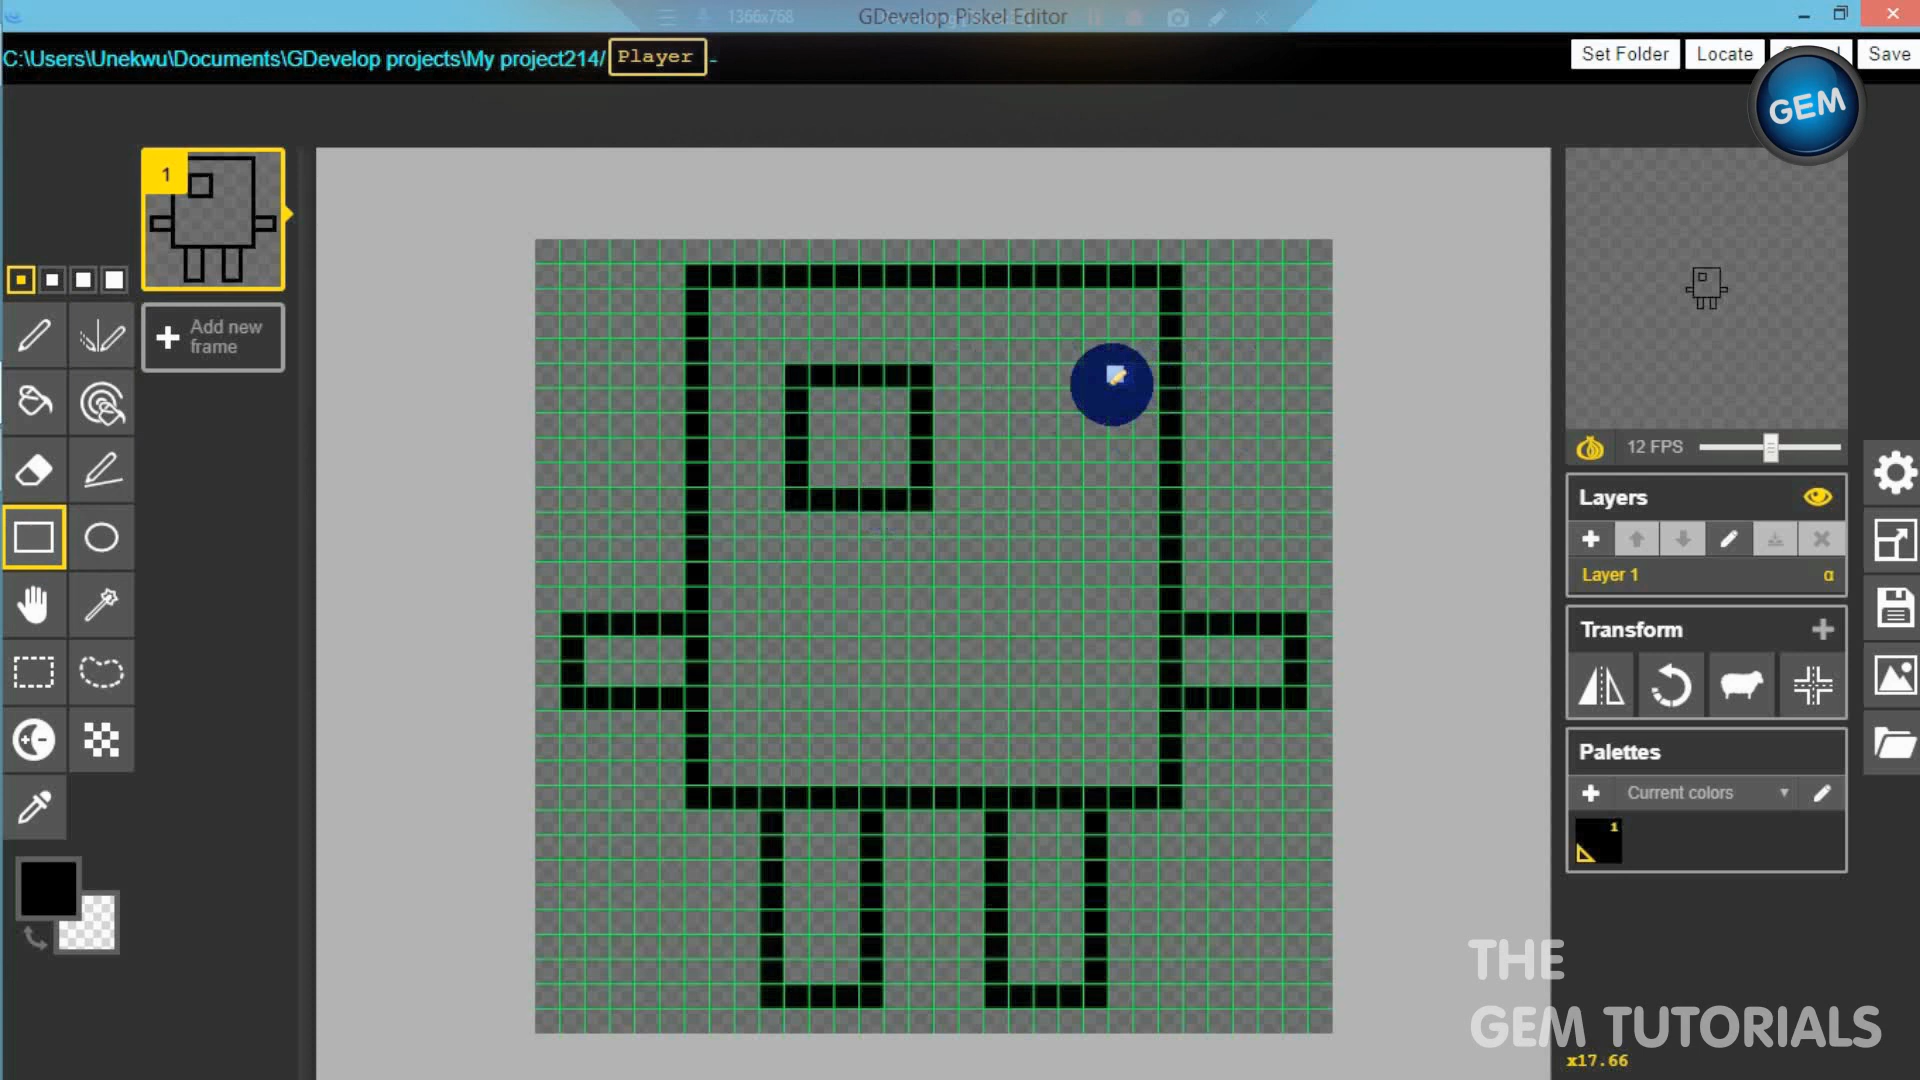 1366x768
GDevelop Piskel Editor
C:\Users\Unekwu\Documents\GDevelop projects\My project214/ Player -
Set Folder
Locate
Save
GEM
1
Add new
frame
12 FPS
Layers
Layer 1
α
Transform
Palettes
Current colors
1
THE
GEM TUTORIALS
x17.66